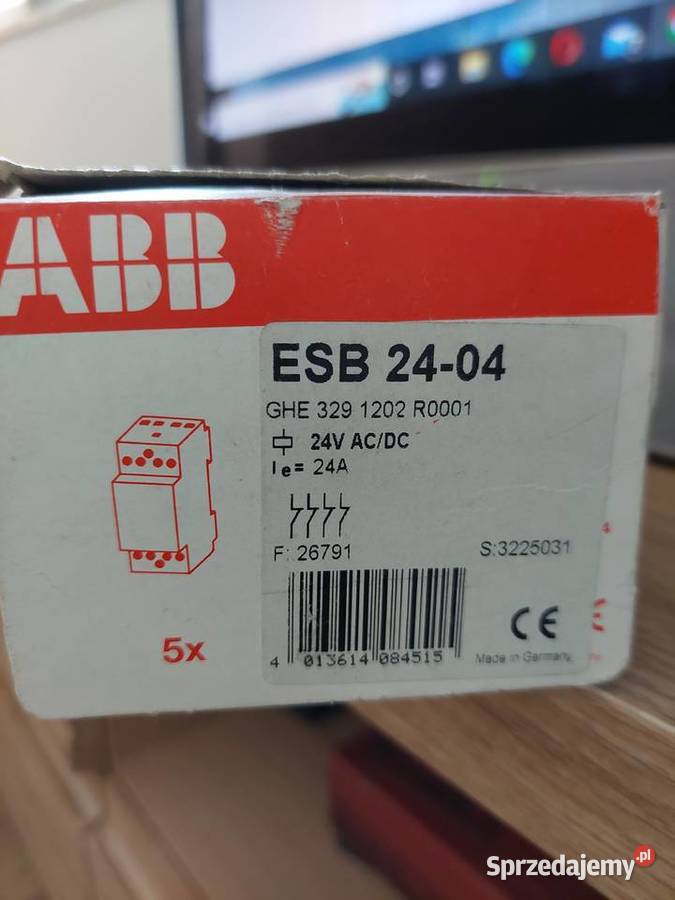 ABB
ESB 24-04
GHE 329 1202 R0001
24V AC/DC
Ie= 24A
F: 26791
S:3225031
5x
4 013614 084515
CE
Made in Germany
Sprzedajemy.pl